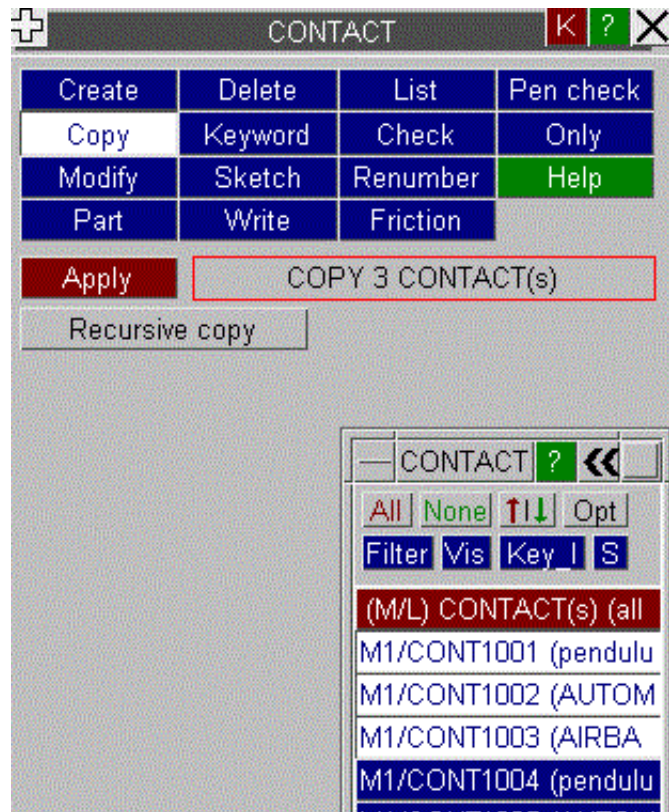 CONTACT K ? X
Create Delete List Pen check
Copy Keyword Check Only
Modify Sketch Renumber Help
Part Write Friction
Apply COPY 3 CONTACT(s)
Recursive copy
CONTACT ?
All None Opt
Filter Vis Key_I S
(M/L) CONTACT(s) (all
M1/CONT1001 (pendulu
M1/CONT1002 (AUTOM
M1/CONT1003 (AIRBA
M1/CONT1004 (pendulu